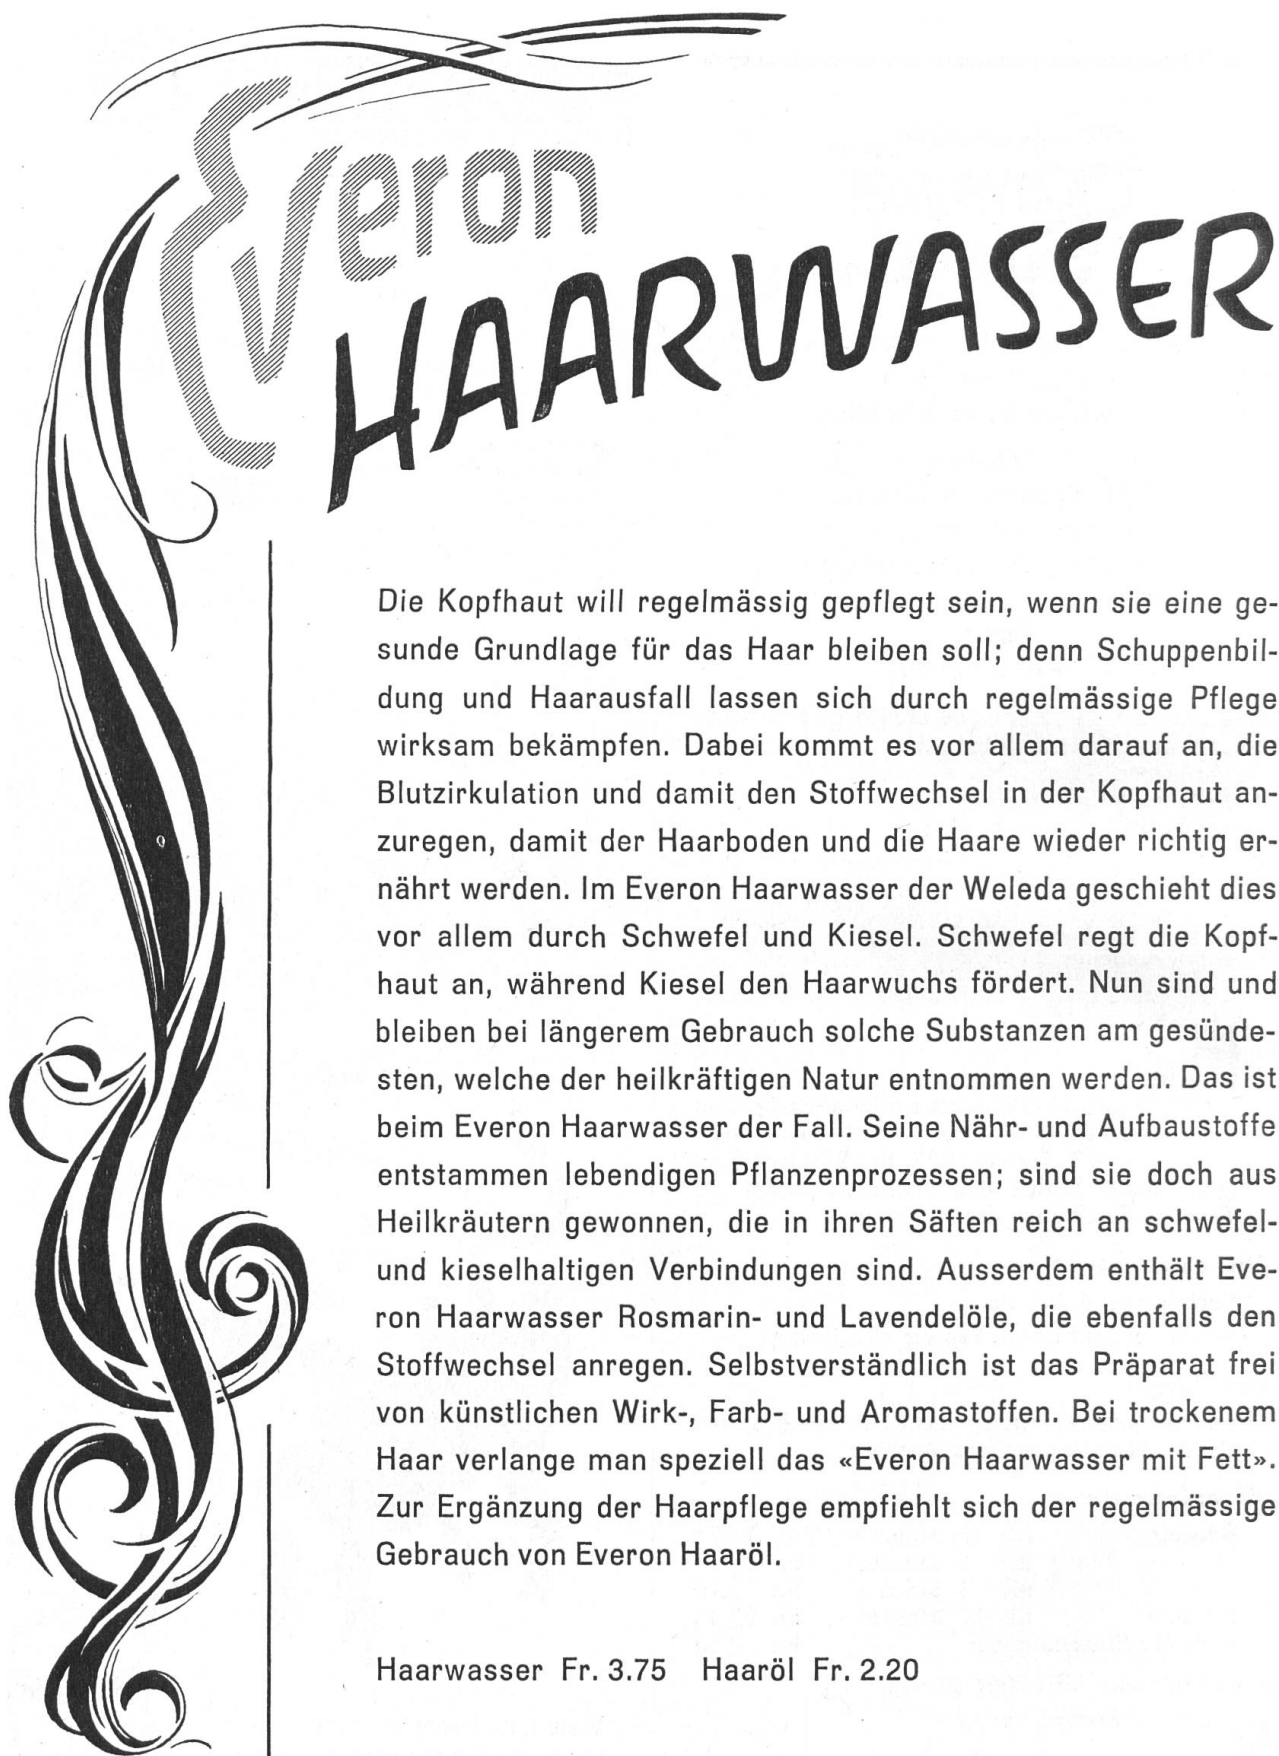 Everon
HAARWASSER
Die Kopfhaut will regelmässig gepflegt sein, wenn sie eine ge-
sunde Grundlage für das Haar bleiben soll; denn Schuppenbil-
dung und Haarausfall lassen sich durch regelmässige Pflege
wirksam bekämpfen. Dabei kommt es vor allem darauf an, die
Blutzirkulation und damit den Stoffwechsel in der Kopfhaut an-
zuregen, damit der Haarboden und die Haare wieder richtig er-
nährt werden. Im Everon Haarwasser der Weleda geschieht dies
vor allem durch Schwefel und Kiesel. Schwefel regt die Kopf-
haut an, während Kiesel den Haarwuchs fördert. Nun sind und
bleiben bei längerem Gebrauch solche Substanzen am gesünde-
sten, welche der heilkräftigen Natur entnommen werden. Das ist
beim Everon Haarwasser der Fall. Seine Nähr- und Aufbaustoffe
entstammen lebendigen Pflanzenprozessen; sind sie doch aus
Heilkräutern gewonnen, die in ihren Säften reich an schwefel-
und kieselhaltigen Verbindungen sind. Ausserdem enthält Eve-
ron Haarwasser Rosmarin- und Lavendelöle, die ebenfalls den
Stoffwechsel anregen. Selbstverständlich ist das Präparat frei
von künstlichen Wirk-, Farb- und Aromastoffen. Bei trockenem
Haar verlange man speziell das «Everon Haarwasser mit Fett».
Zur Ergänzung der Haarpflege empfiehlt sich der regelmässige
Gebrauch von Everon Haaröl.
Haarwasser Fr. 3.75 Haaröl Fr. 2.20